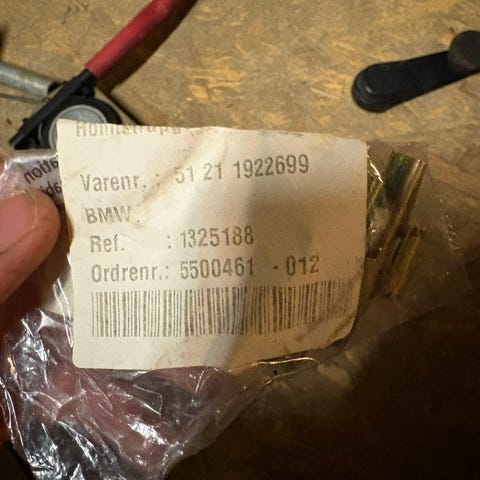 Varenr. : 51 21 1922699
BMW
Ref. : 1325188
Ordrenr.: 5500461 - 012